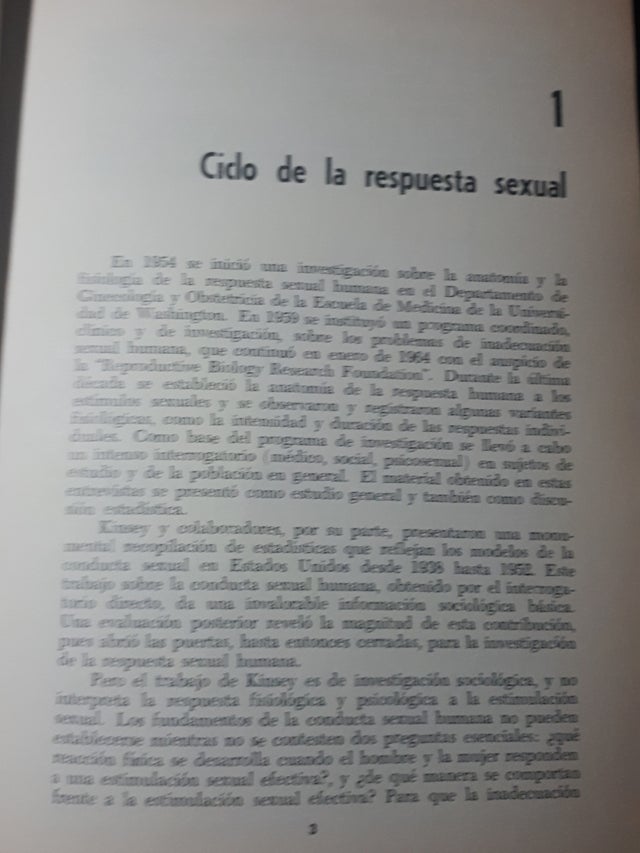 1
Ciclo de la respuesta sexual
En 1954 se inició una investigación sobre la anatomía y la
fisiología de la respuesta sexual humana en el Departamento de
Ginecología y Obstetricia de la Escuela de Medicina de la Universi-
dad de Washington. En 1959 se instituyó un programa coordinado,
clínico y de investigación, sobre los problemas de inadecuación
sexual humana, que continuó en enero de 1964 con el auspicio de
la "Reproductive Biology Research Foundation". Durante la última
década se estableció la anatomía de la respuesta humana a los
estímulos sexuales y se observaron y registraron algunas variantes
fisiológicas, como la intensidad y duración de las respuestas indivi-
duales. Como base del programa de investigación se llevó a cabo
un intenso interrogatorio (médico, social, psicosexual) en sujetos de
estudio y de la población en general. El material obtenido en estas
entrevistas se presentó como estudio general y también como discu-
sión estadística.
Kinsey y colaboradores, por su parte, presentaron una monu-
mental recopilación de estadísticas que reflejan los modelos de la
conducta sexual en Estados Unidos desde 1938 hasta 1952. Este
trabajo sobre la conducta sexual humana, obtenido por el interroga-
torio directo, da una invalorable información sociológica básica.
Una evaluación posterior reveló la magnitud de esta contribución,
pues abrió las puertas, hasta entonces cerradas, para la investigación
de la respuesta sexual humana.
Pero el trabajo de Kinsey es de investigación sociológica, y no
interpreta la respuesta fisiológica y psicológica a la estimulación
sexual. Los fundamentos de la conducta sexual humana no pueden
establecerse mientras no se contesten dos preguntas esenciales: ¿qué
reacción física se desarrolla cuando el hombre y la mujer responden
a una estimulación sexual efectiva?, y ¿de qué manera se comportan
frente a la estimulación sexual efectiva? Para que la inadecuación
3